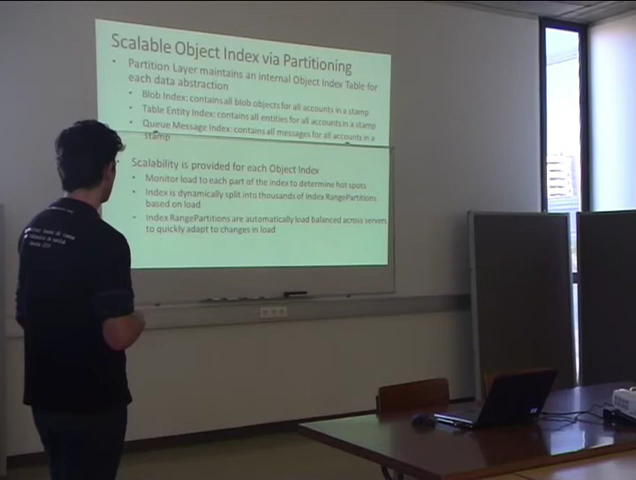 Scalable Object Index via Partitioning
• Partition Layer maintains an internal Object Index Table for
each data abstraction
• Blob Index: contains all blob objects for all accounts in a stamp
• Table Entity Index: contains all entities for all accounts in a stamp
• Queue Message Index: contains all messages for all accounts in a
stamp
Scalability is provided for each Object Index
• Monitor load to each part of the index to determine hot spots
• Index is dynamically split into thousands of Index RangePartitions
based on load
• Index RangePartitions are automatically load balanced across servers
to quickly adapt to changes in load